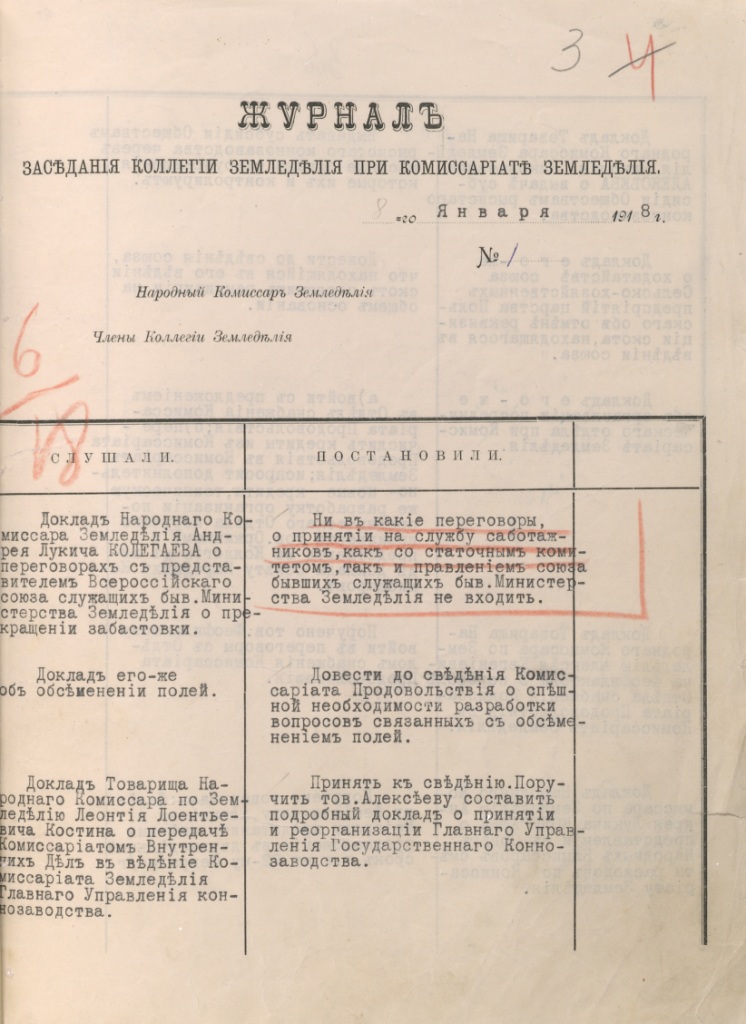 3 4
ЖУРНАЛЪ
ЗАСѢДАНІЯ КОЛЛЕГІИ ЗЕМЛЕДѢЛІЯ ПРИ КОМИССАРІАТѢ ЗЕМЛЕДѢЛІЯ.
8 „го Января 1918 г.
№ 1
Народный Комиссаръ Земледѣлія
Члены Коллегіи Земледѣлія
6
18
СЛУШАЛИ.
Докладъ Народнаго Ко-
миссара Земледѣлія Анд-
рея Лукича КОЛЕГАЕВА о
переговорахъ съ предста-
вителемъ Всероссійскаго
союза служащихъ быв.Мини-
стерства Земледѣлія о пре-
кращеніи забастовки.
Докладъ его-же
объ обсѣмененіи полей.
Докладъ Товарища На-
роднаго Комиссара по Зем-
ледѣлію Леонтія Лоентье-
вича Костина о передачѣ
Комиссаріатомъ Внутрен-
нихъ Дѣлъ въ вѣдѣніе Ко-
миссаріата Земледѣлія
Главнаго Управленія кон-
нозаводства.
ПОСТАНОВИЛИ.
Ни въ какіе переговоры,
о принятіи на службу саботаж-
никовъ,какъ со статочнымъ коми-
тетомъ,такъ и правленіемъ союза
бывшихъ служащихъ быв.Министер-
ства Земледѣлія не входить.
Довести до свѣдѣнія Комис-
саріата Продовольствія о спѣш-
ной необходимости разработки
вопросовъ связанныхъ съ обсѣме-
неніемъ полей.
Принять къ свѣдѣнію.Пору-
чить тов.Алексѣеву составить
подробный докладъ о принятіи
и реорганизаціи Главнаго Управ-
ленія Государственнаго Конно-
заводства.